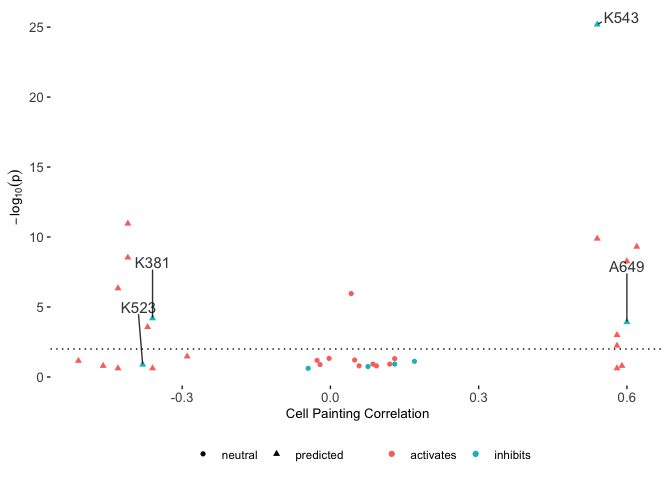 K543
25
20
15
10
5
0
−log10(p)
K381
A649
K523
-0.3
0.0
0.3
0.6
Cell Painting Correlation
neutral predicted activates inhibits